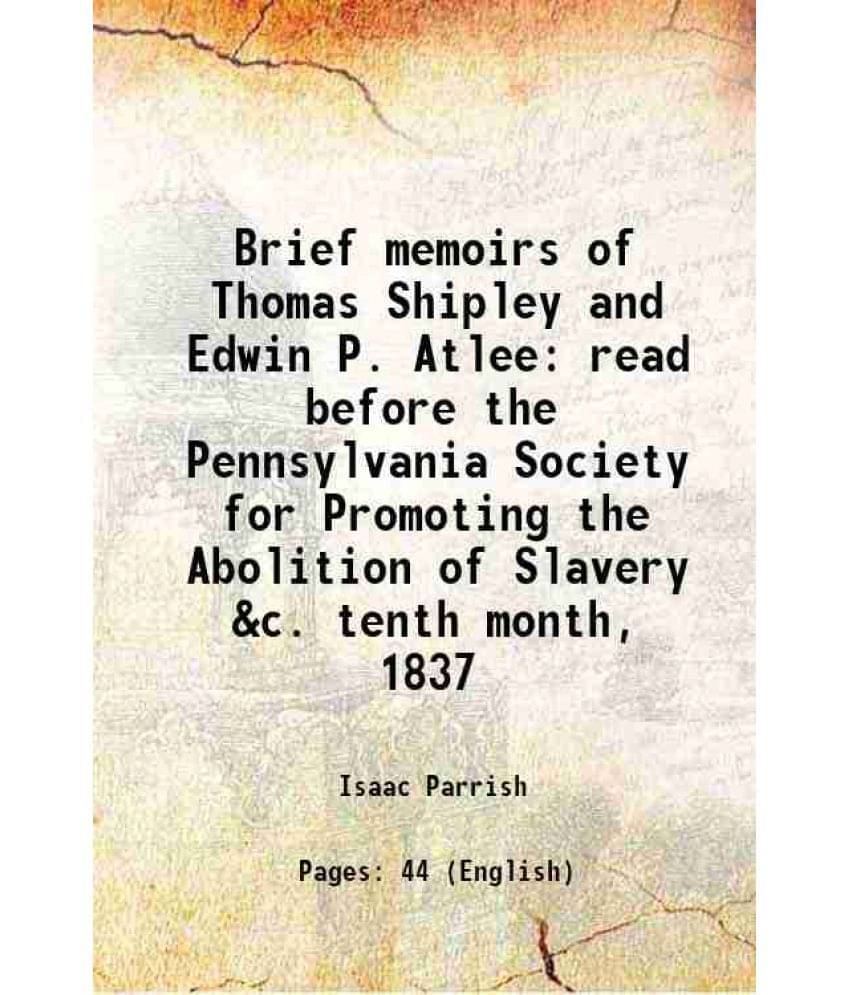 Brief memoirs of
Thomas Shipley and
Edwin P. Atlee: read
before the
Pennsylvania Society
for Promoting the
Abolition of Slavery
&c. tenth month,
1837
Isaac Parrish
Pages: 44 (English)